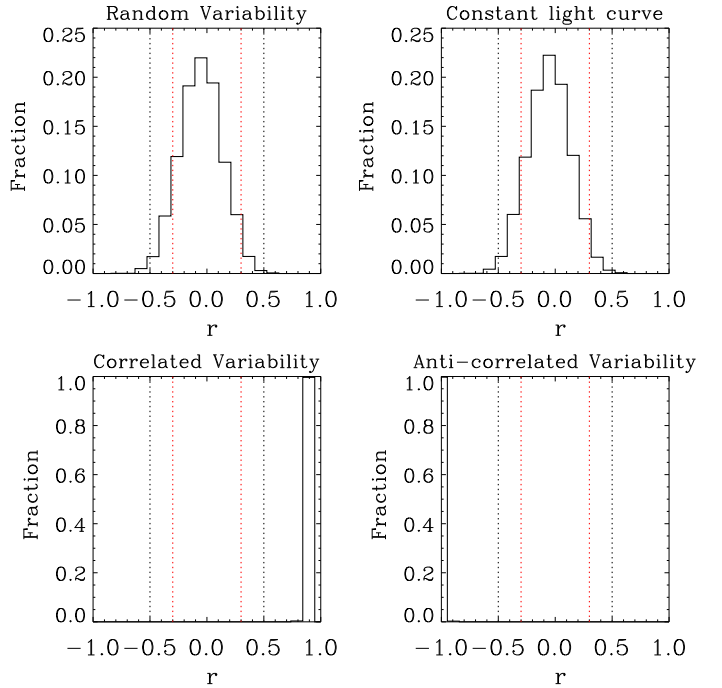 Random Variability
Constant light curve
0.25
0.20
0.15
0.10
0.05
0.00
Fraction
−1.0 −0.5 0.0 0.5 1.0
r
0.25
0.20
0.15
0.10
0.05
0.00
Fraction
−1.0 −0.5 0.0 0.5 1.0
r
Correlated Variability
Anti−correlated Variability
1.0
0.8
0.6
0.4
0.2
0.0
Fraction
−1.0 −0.5 0.0 0.5 1.0
r
1.0
0.8
0.6
0.4
0.2
0.0
Fraction
−1.0 −0.5 0.0 0.5 1.0
r